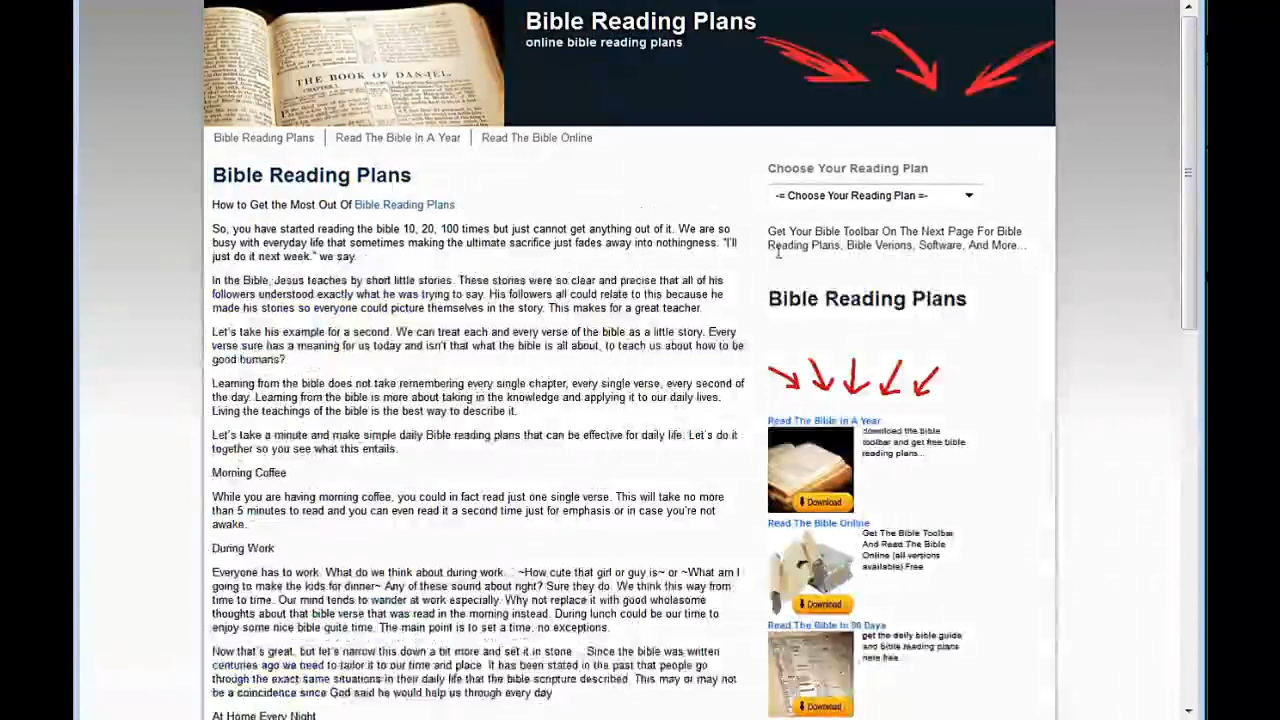 Bible Reading Plans
online bible reading plans
THE BOOK OF DANIEL.
Bible Reading Plans
Read The Bible In A Year
Read The Bible Online
Bible Reading Plans
How to Get the Most Out Of Bible Reading Plans
So, you have started reading the bible 10, 20, 100 times but just cannot get anything out of it. We are so
busy with everyday life that sometimes making the ultimate sacrifice just fades away into nothingness. "I'll
just do it next week." we say.
In the Bible, Jesus teaches by short little stories. These stories were so clear and precise that all of his
followers understood exactly what he was trying to say. His followers all could relate to this because he
made his stories so everyone could picture themselves in the story. This makes for a great teacher.
Let's take his example for a second. We can treat each and every verse of the bible as a little story. Every
verse sure has a meaning for us today and isn't that what the bible is all about, to teach us about how to be
good humans?
Learning from the bible does not take remembering every single chapter, every single verse, every second of
the day. Learning from the bible is more about taking in the knowledge and applying it to our daily lives.
Living the teachings of the bible is the best way to describe it.
Let's take a minute and make simple daily Bible reading plans that can be effective for daily life. Let's do it
together so you see what this entails.
Morning Coffee
While you are having morning coffee, you could in fact read just one single verse. This will take no more
than 5 minutes to read and you can even read it a second time just for emphasis or in case you're not
awake.
During Work
Everyone has to work. What do we think about during work... ~How cute that girl or guy is~ or ~What am I
going to make the kids for dinner~ Any of these sound about right? Sure they do. We think this way from
time to time. Our mind tends to wander at work especially. Why not replace it with good wholesome
thoughts about that bible verse that was read in the morning instead. During lunch could be our time to
enjoy some nice bible quite time. The main point is to set a time, no exceptions.
Now that's great, but let's narrow this down a bit more and set it in stone... Since the bible was written
centuries ago we need to tailor it to our time and place. It has been stated in the past that people go
through the exact same situations in their daily life that the bible scripture described. This may or may not
be a coincidence since God said he would help us through every day
At Home Every Night
Choose Your Reading Plan
-= Choose Your Reading Plan =-
Get Your Bible Toolbar On The Next Page For Bible
Reading Plans, Bible Verions, Software, And More...
Bible Reading Plans
Read The Bible In A Year
download the bible
toolbar and get free bible
reading plans...
Download
Read The Bible Online
Get The Bible Toolbar
And Read The Bible
Online (all versions
available) Free
Download
Read The Bible In 90 Days
get the daily bible guide
and bible reading plans
here free...
Download